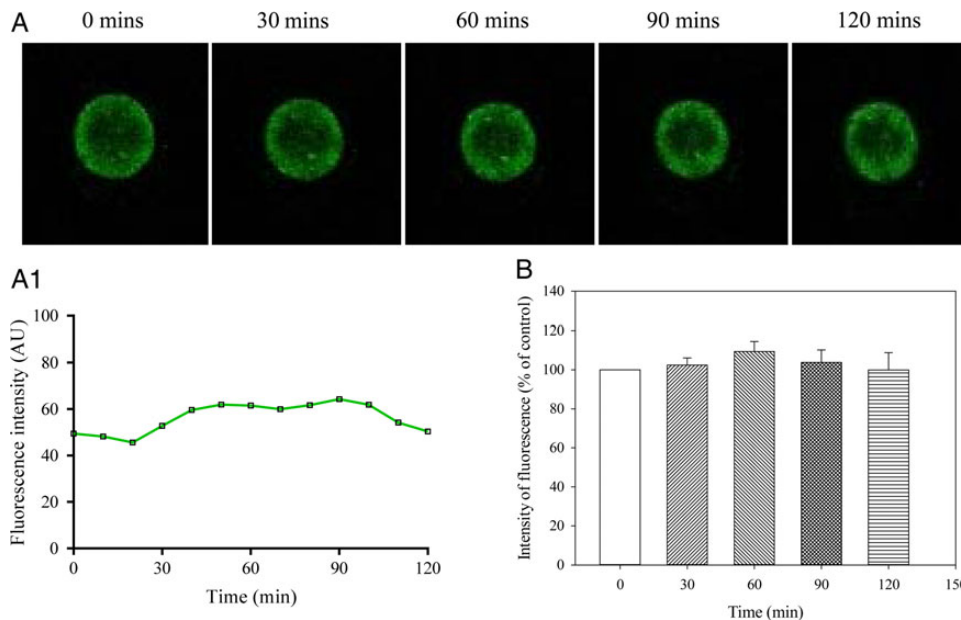 A
0 mins 30 mins 60 mins 90 mins 120 mins
A1
Fluorescence intensity (AU)
100
80
60
40
20
0
0 30 60 90 120
Time (min)
B
Intensity of fluorescence (% of control)
140
120
100
80
60
40
20
0
0 30 60 90 120 150
Time (min)